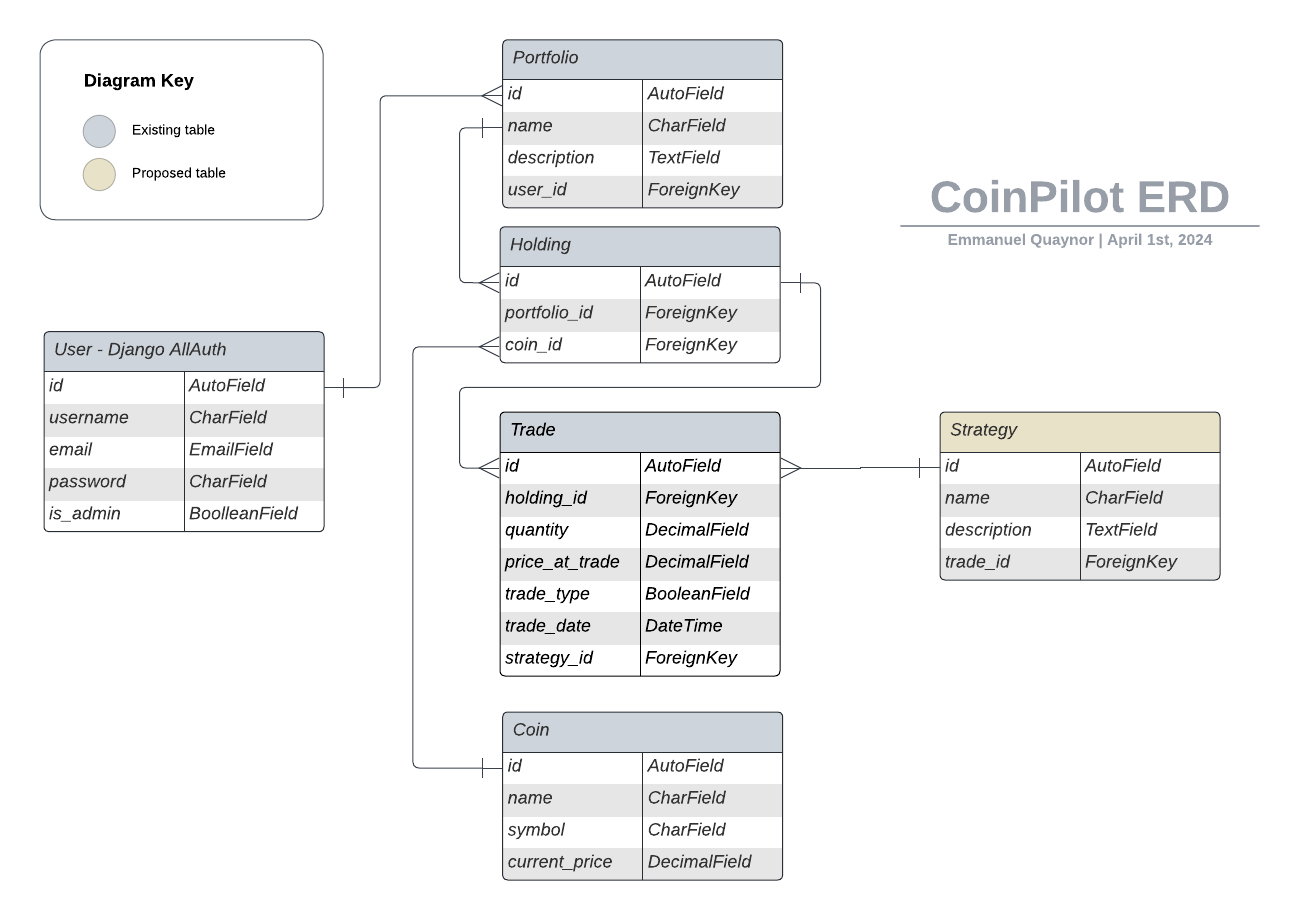 Diagram Key
Existing table
Proposed table
CoinPilot ERD
Emmanuel Quaynor | April 1st, 2024
Portfolio
id AutoField
name CharField
description TextField
user_id ForeignKey
Holding
id AutoField
portfolio_id ForeignKey
coin_id ForeignKey
User - Django AllAuth
id AutoField
username CharField
email EmailField
password CharField
is_admin BoolleanField
Trade
id AutoField
holding_id ForeignKey
quantity DecimalField
price_at_trade DecimalField
trade_type BooleanField
trade_date DateTime
strategy_id ForeignKey
Strategy
id AutoField
name CharField
description TextField
trade_id ForeignKey
Coin
id AutoField
name CharField
symbol CharField
current_price DecimalField